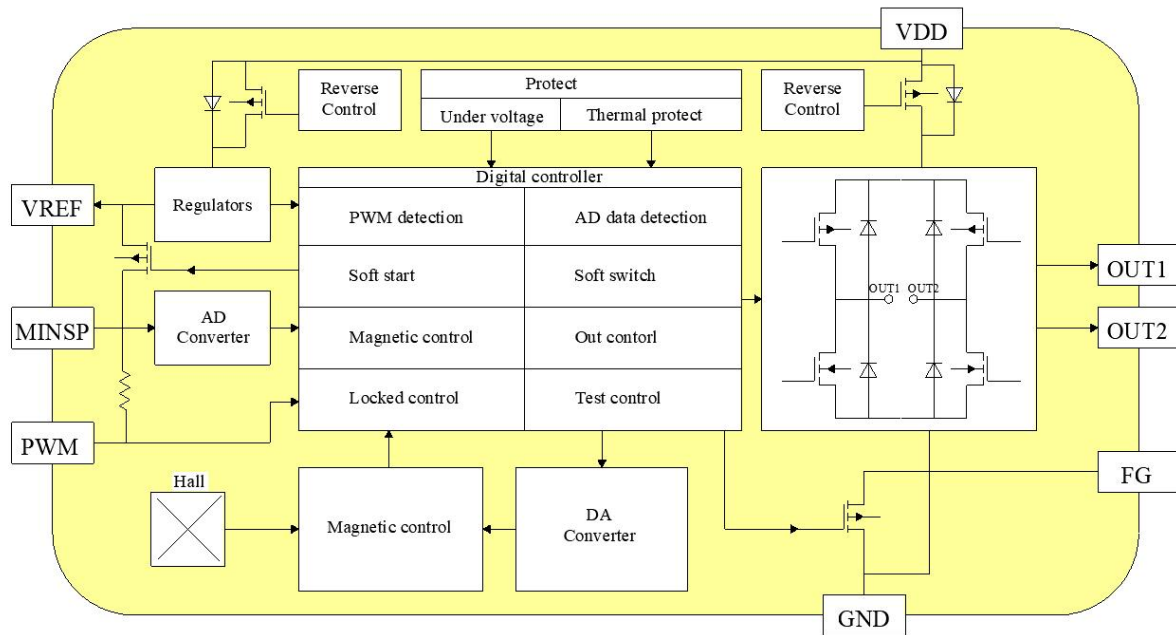 VDD
Reverse
Control
Protect
Under voltage
Thermal protect
Reverse
Control
VREF
Regulators
Digital controller
PWM detection
AD data detection
Soft start
Soft switch
OUT1
OUT2
OUT1
MINSP
AD
Converter
Magnetic control
Out contorl
OUT2
Locked control
Test control
PWM
FG
Hall
Magnetic control
DA
Converter
GND